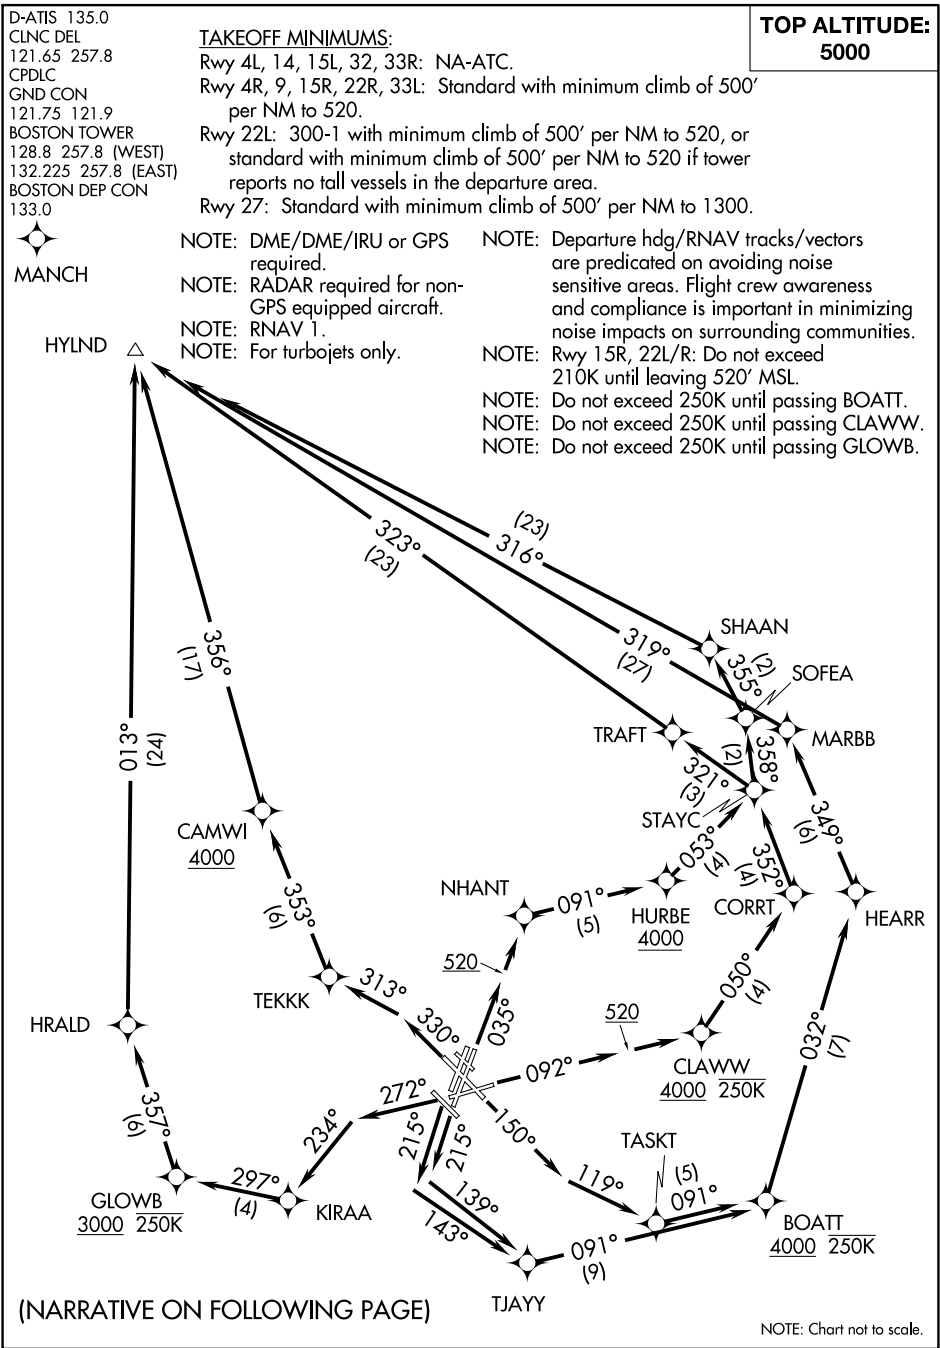 D-ATIS 135.0
CLNC DEL
121.65 257.8
CPDLC
GND CON
121.75 121.9
BOSTON TOWER
128.8 257.8 (WEST)
132.225 257.8 (EAST)
BOSTON DEP CON
133.0
TOP ALTITUDE:
5000
TAKEOFF MINIMUMS:
Rwy 4L, 14, 15L, 32, 33R: NA-ATC.
Rwy 4R, 9, 15R, 22R, 33L: Standard with minimum climb of 500′
per NM to 520.
Rwy 22L: 300-1 with minimum climb of 500′ per NM to 520, or
standard with minimum climb of 500′ per NM to 520 if tower
reports no tall vessels in the departure area.
Rwy 27: Standard with minimum climb of 500′ per NM to 1300.
NOTE: DME/DME/IRU or GPS
required.
NOTE: RADAR required for non-
GPS equipped aircraft.
NOTE: RNAV 1.
NOTE: For turbojets only.
NOTE: Departure hdg/RNAV tracks/vectors
are predicated on avoiding noise
sensitive areas. Flight crew awareness
and compliance is important in minimizing
noise impacts on surrounding communities.
NOTE: Rwy 15R, 22L/R: Do not exceed
210K until leaving 520′ MSL.
NOTE: Do not exceed 250K until passing BOATT.
NOTE: Do not exceed 250K until passing CLAWW.
NOTE: Do not exceed 250K until passing GLOWB.
MANCH
HYLND
323°
(23)
(23)
316°
319°
(27)
356°
(17)
013°
(24)
SHAAN
355°
(2)
SOFEA
TRAFT
MARBB
321°
(3)
(2)
358°
STAYC
349°
(6)
CAMWI
4000
353°
(6)
053°
(4)
352°
(4)
NHANT
091°
(5)
HURBE
4000
CORRT
HEARR
520
TEKKK
313°
330°
035°
520
050°
(4)
HRALD
092°
CLAWW
4000 250K
032°
(7)
272°
234°
215°
215°
150°
357°
(6)
TASKT
119°
(5)
091°
GLOWB
3000 250K
297°
(4)
KIRAA
139°
143°
BOATT
4000 250K
091°
(9)
TJAYY
(NARRATIVE ON FOLLOWING PAGE)
NOTE: Chart not to scale.